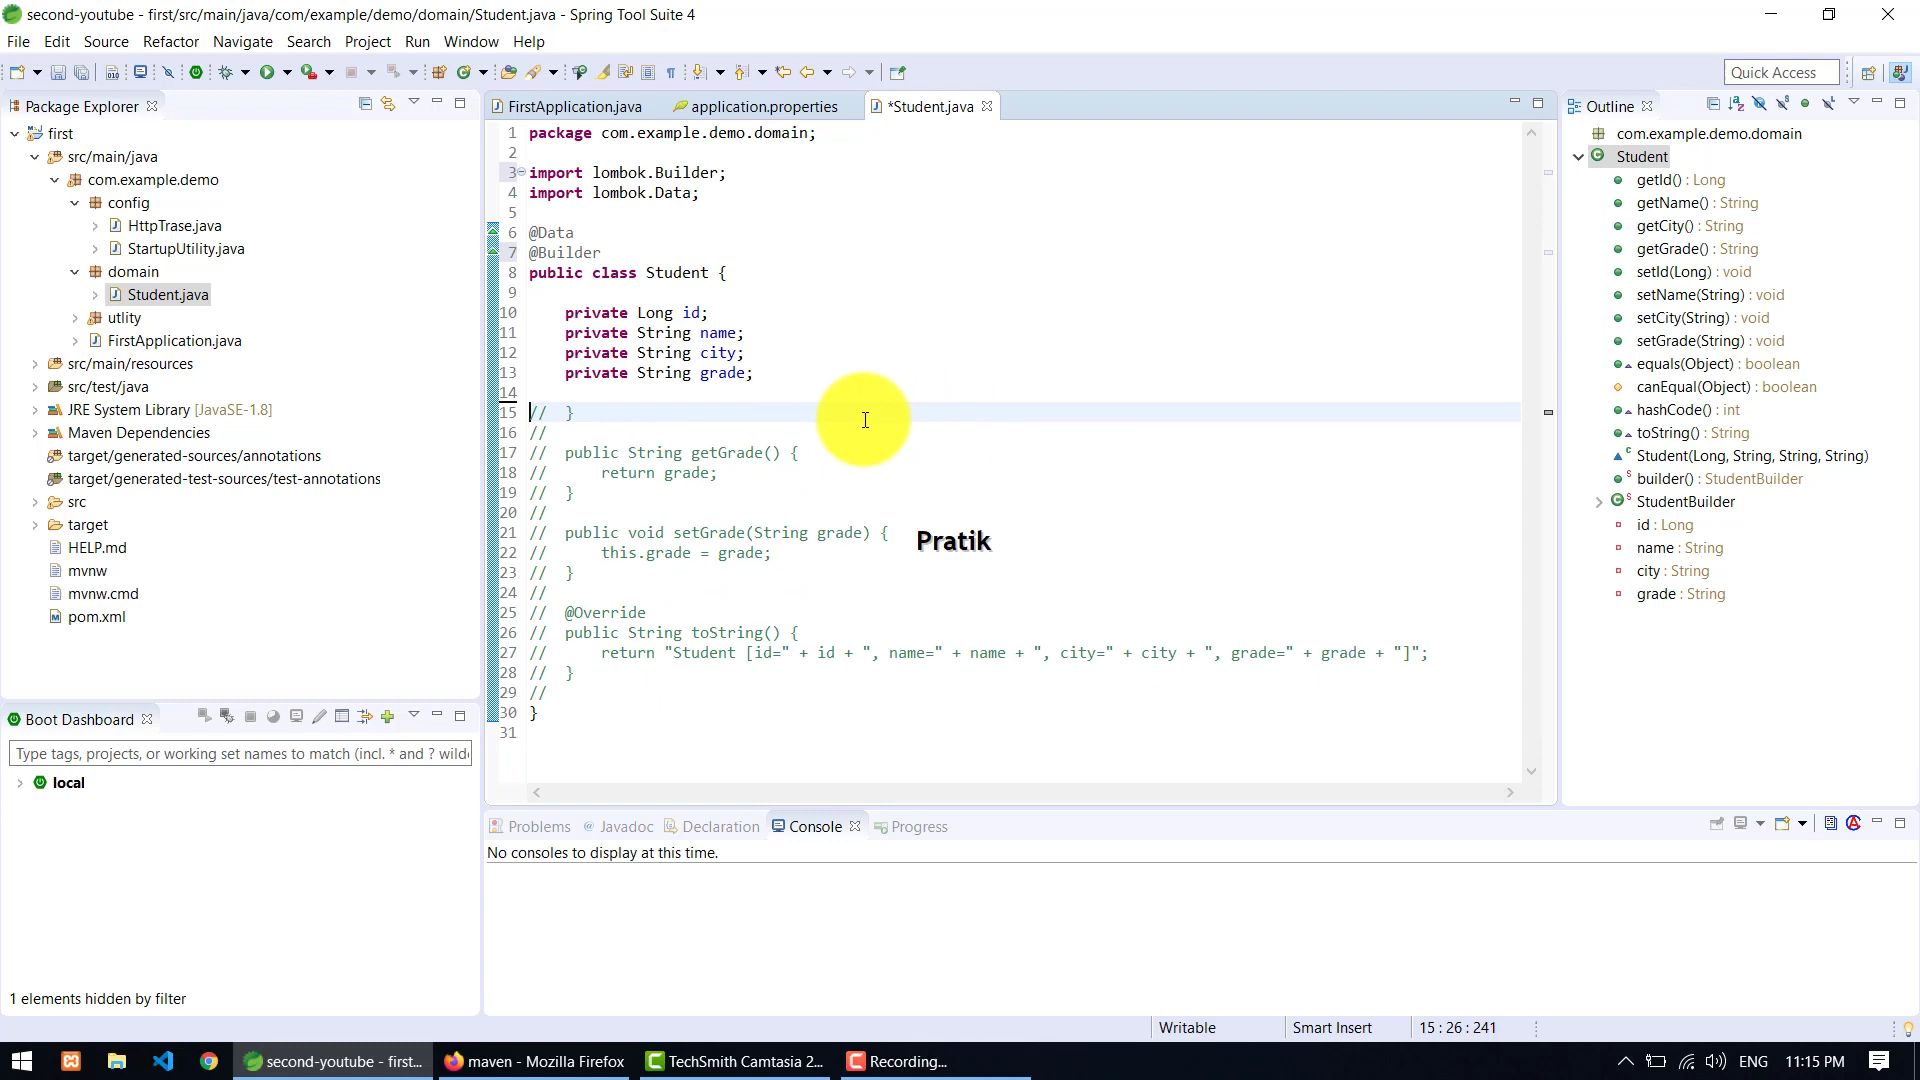 second-youtube - first/src/main/java/com/example/demo/domain/Student.java - Spring Tool Suite 4
File Edit Source Refactor Navigate Search Project Run Window Help
Quick Access
Package Explorer
first
src/main/java
com.example.demo
config
HttpTrase.java
StartupUtility.java
domain
Student.java
utlity
FirstApplication.java
src/main/resources
src/test/java
JRE System Library [JavaSE-1.8]
Maven Dependencies
target/generated-sources/annotations
target/generated-test-sources/test-annotations
src
target
HELP.md
mvnw
mvnw.cmd
pom.xml
Boot Dashboard
Type tags, projects, or working set names to match (incl. * and ? wild
local
1 elements hidden by filter
FirstApplication.java application.properties *Student.java
1 package com.example.demo.domain;
2
3 import lombok.Builder;
4 import lombok.Data;
5
6 @Data
7 @Builder
8 public class Student {
9
10 private Long id;
11 private String name;
12 private String city;
13 private String grade;
14
15 // }
16 //
17 // public String getGrade() {
18 // return grade;
19 // }
20 //
21 // public void setGrade(String grade) {
22 // this.grade = grade;
23 // }
24 //
25 // @Override
26 // public String toString() {
27 // return "Student [id=" + id + ", name=" + name + ", city=" + city + ", grade=" + grade + "]";
28 // }
29 //
30 }
31
Pratik
Outline
com.example.demo.domain
Student
getId() : Long
getName() : String
getCity() : String
getGrade() : String
setId(Long) : void
setName(String) : void
setCity(String) : void
setGrade(String) : void
equals(Object) : boolean
canEqual(Object) : boolean
hashCode() : int
toString() : String
Student(Long, String, String, String)
builder() : StudentBuilder
StudentBuilder
id : Long
name : String
city : String
grade : String
Problems @ Javadoc Declaration Console Progress
No consoles to display at this time.
Writable Smart Insert 15 : 26 : 241
second-youtube - first... maven - Mozilla Firefox TechSmith Camtasia 2... Recording... ENG 11:15 PM